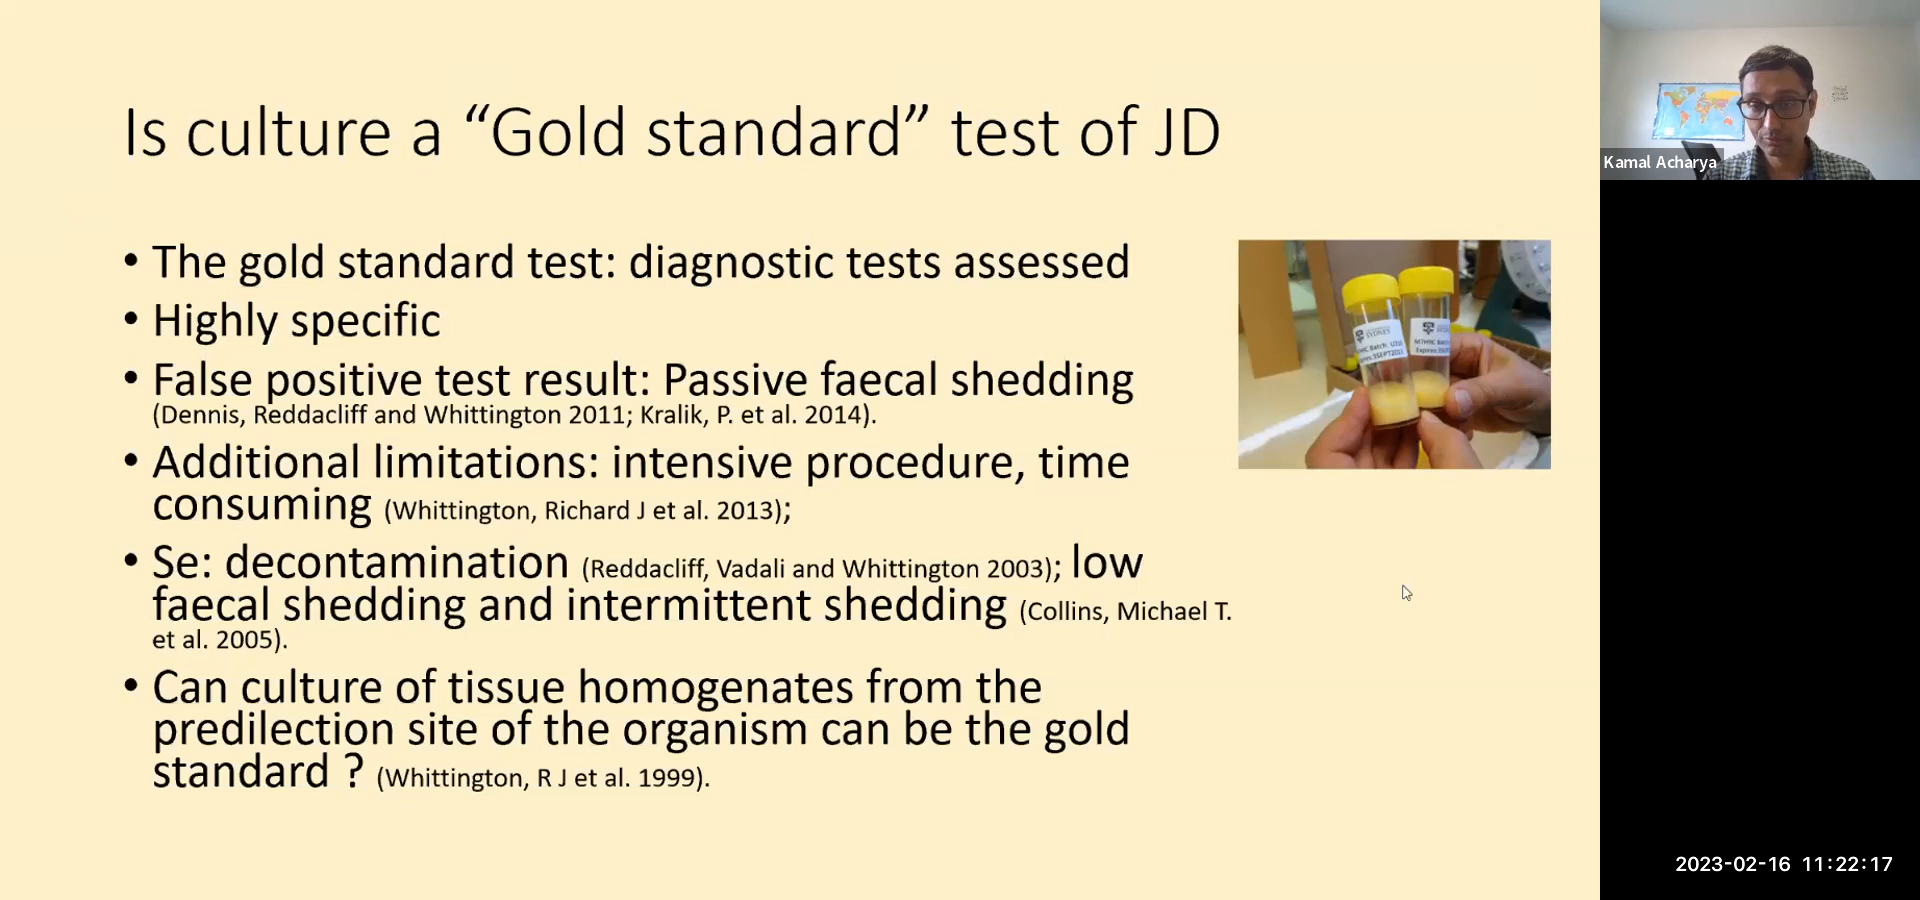 Is culture a “Gold standard” test of JD
• The gold standard test: diagnostic tests assessed
• Highly specific
• False positive test result: Passive faecal shedding
(Dennis, Reddacliff and Whittington 2011; Kralik, P. et al. 2014).
• Additional limitations: intensive procedure, time
consuming (Whittington, Richard J et al. 2013);
• Se: decontamination (Reddacliff, Vadali and Whittington 2003); low
faecal shedding and intermittent shedding (Collins, Michael T.
et al. 2005).
• Can culture of tissue homogenates from the
predilection site of the organism can be the gold
standard ? (Whittington, R J et al. 1999).
SYDNEY
Batch
Kamal Acharya
2023-02-16 11:22:17